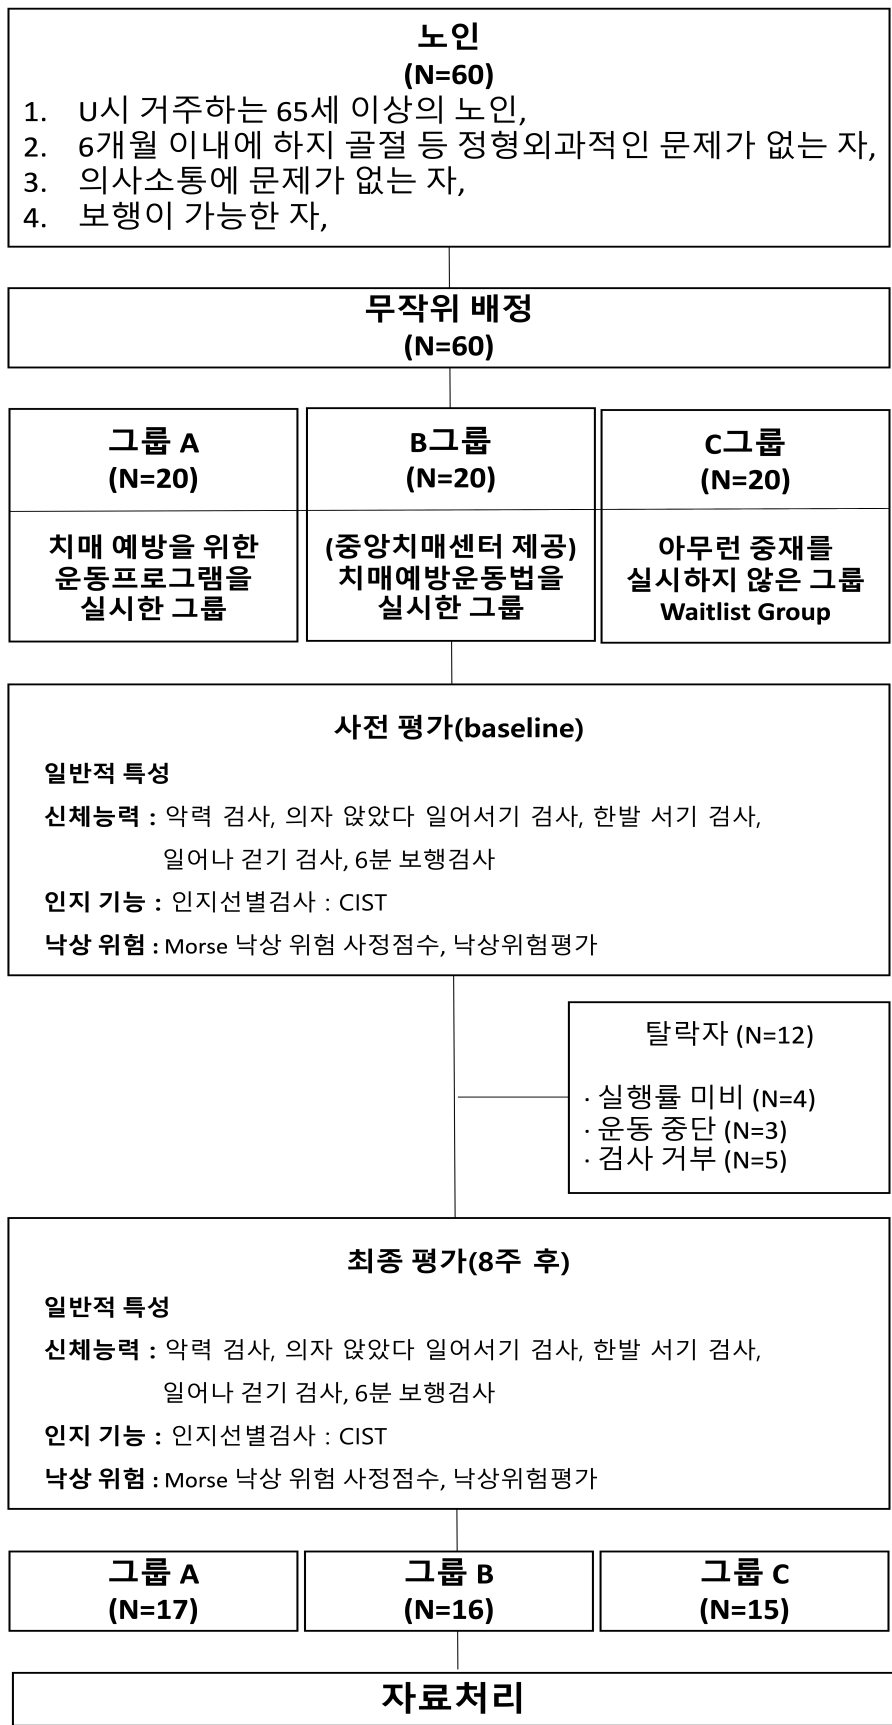 노인
(N=60)
1. U시 거주하는 65세 이상의 노인,
2. 6개월 이내에 하지 골절 등 정형외과적인 문제가 없는 자,
3. 의사소통에 문제가 없는 자,
4. 보행이 가능한 자,
무작위 배정
(N=60)
그룹 A
(N=20)
치매 예방을 위한
운동프로그램을
실시한 그룹
B그룹
(N=20)
(중앙치매센터 제공)
치매예방운동법을
실시한 그룹
C그룹
(N=20)
아무런 중재를
실시하지 않은 그룹
Waitlist Group
사전 평가(baseline)
일반적 특성
신체능력 : 악력 검사, 의자 앉았다 일어서기 검사, 한발 서기 검사,
일어나 걷기 검사, 6분 보행검사
인지 기능 : 인지선별검사 : CIST
낙상 위험 : Morse 낙상 위험 사정점수, 낙상위험평가
탈락자 (N=12)
· 실행률 미비 (N=4)
· 운동 중단 (N=3)
· 검사 거부 (N=5)
최종 평가(8주 후)
일반적 특성
신체능력 : 악력 검사, 의자 앉았다 일어서기 검사, 한발 서기 검사,
일어나 걷기 검사, 6분 보행검사
인지 기능 : 인지선별검사 : CIST
낙상 위험 : Morse 낙상 위험 사정점수, 낙상위험평가
그룹 A
(N=17)
그룹 B
(N=16)
그룹 C
(N=15)
자료처리